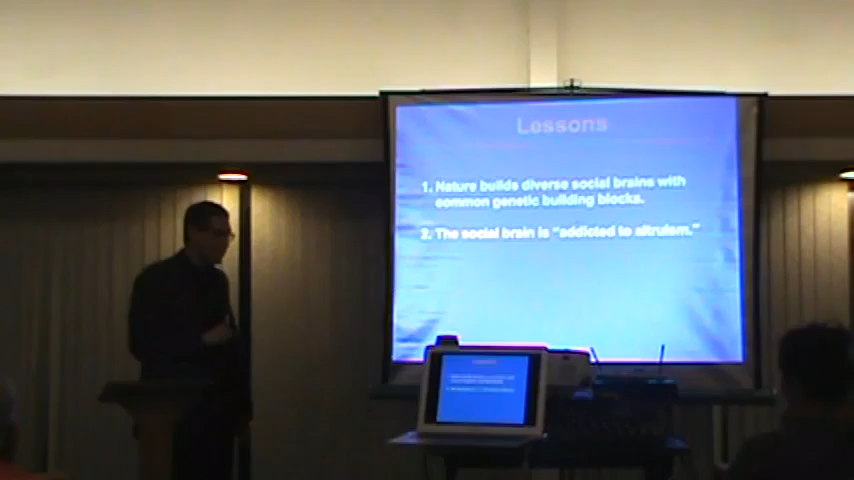 Lessons
1. Nature builds diverse social brains with
common genetic building blocks.
2. The social brain is "addicted to altruism."